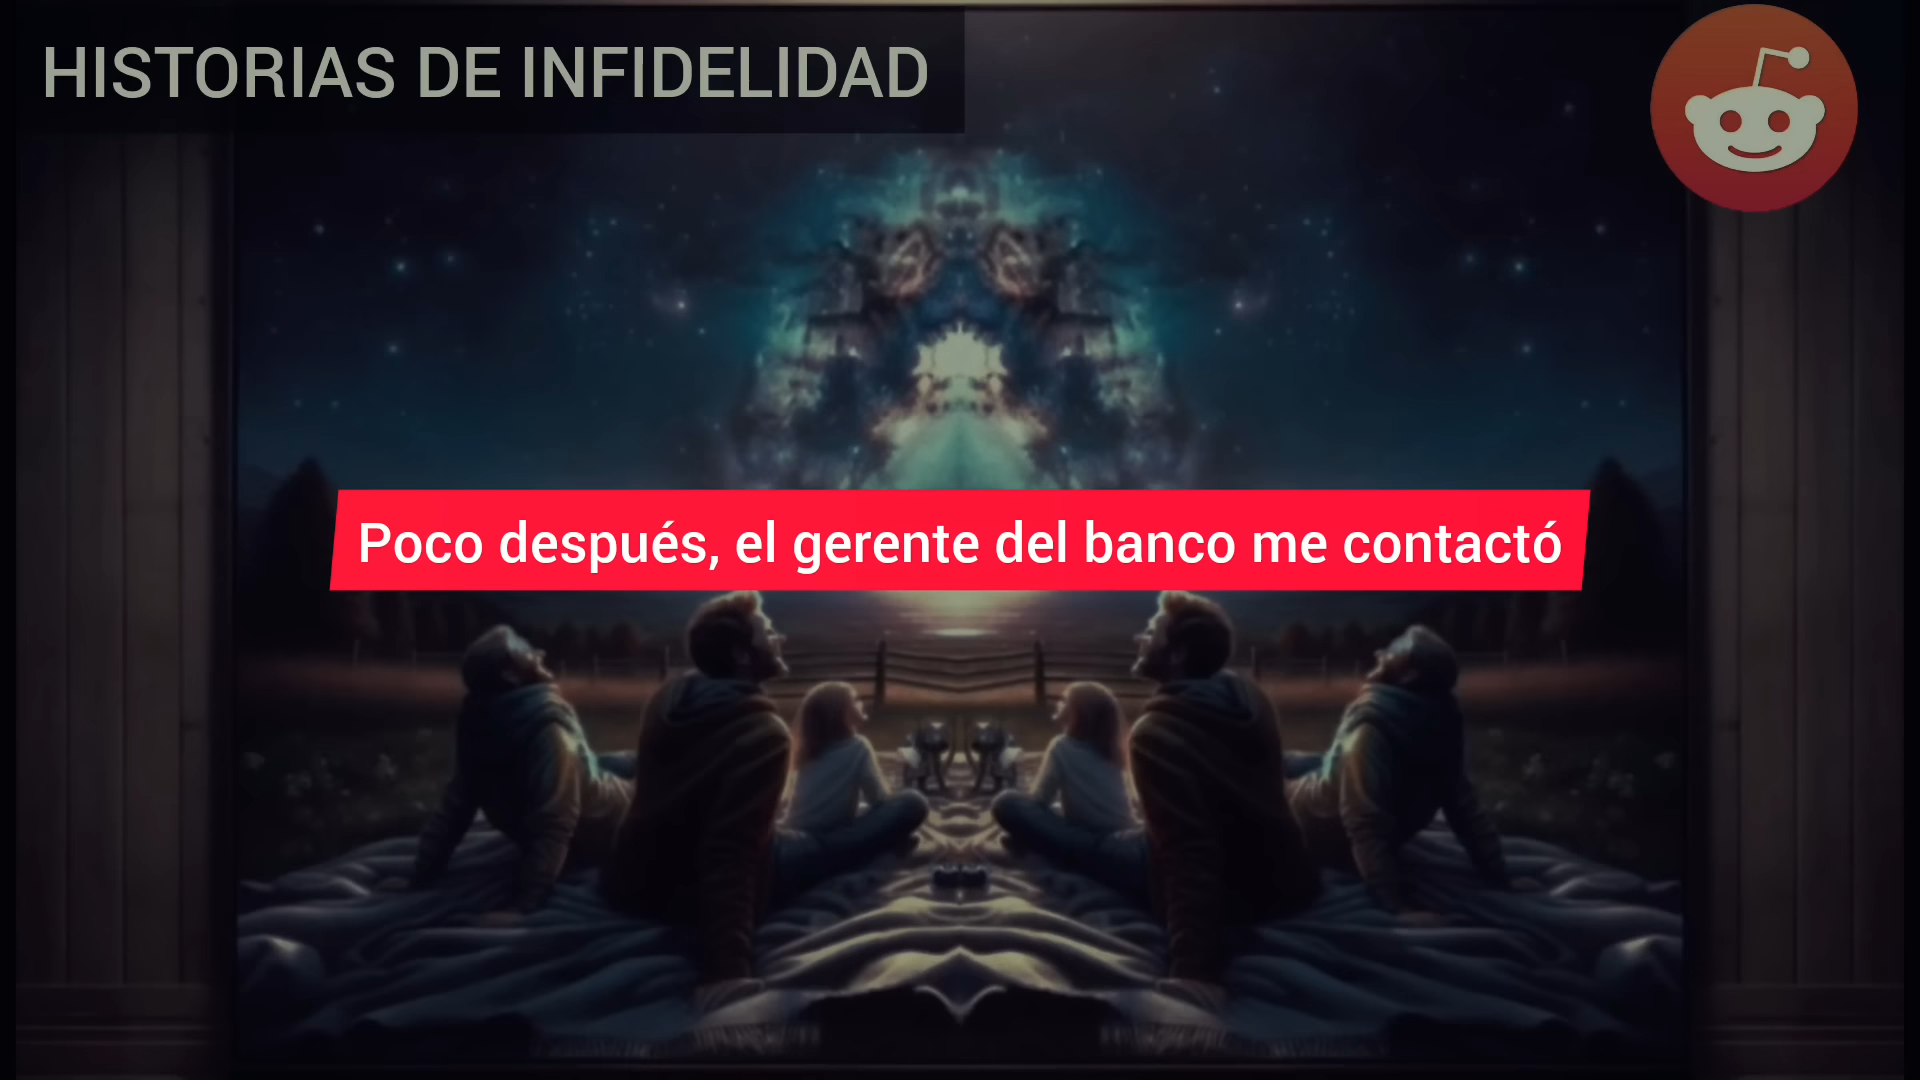 HISTORIAS DE INFIDELIDAD
Poco después, el gerente del banco me contactó